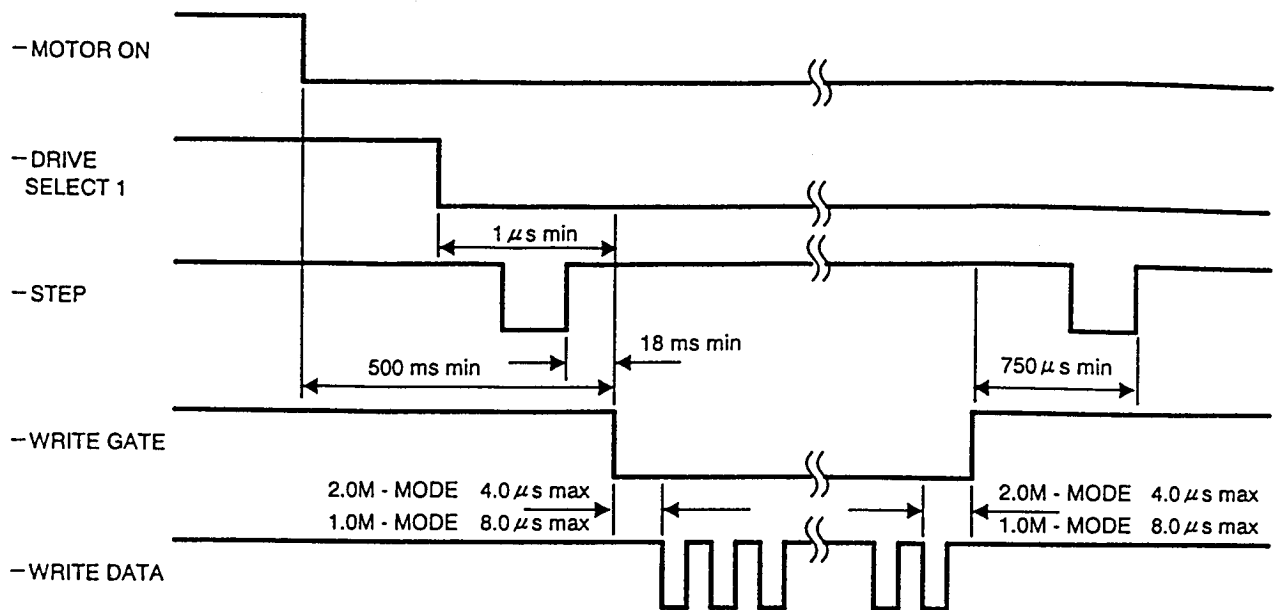 −MOTOR ON
−DRIVE
SELECT 1
1 μs min
−STEP
18 ms min
500 ms min
750 μs min
−WRITE GATE
2.0M - MODE 4.0 μs max
1.0M - MODE 8.0 μs max
2.0M - MODE 4.0 μs max
1.0M - MODE 8.0 μs max
−WRITE DATA